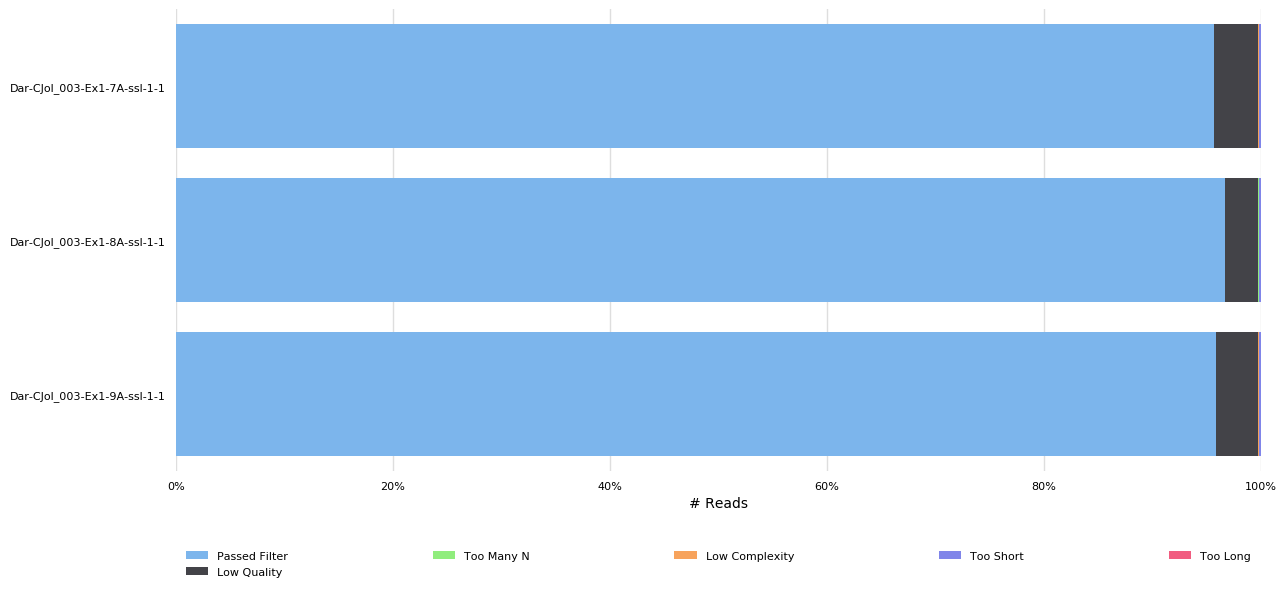 Dar-CJol_003-Ex1-7A-ssl-1-1
Dar-CJol_003-Ex1-8A-ssl-1-1
Dar-CJol_003-Ex1-9A-ssl-1-1
0% 20% 40% 60% 80% 100%
# Reads
Passed Filter Too Many N Low Complexity Too Short Too Long
Low Quality